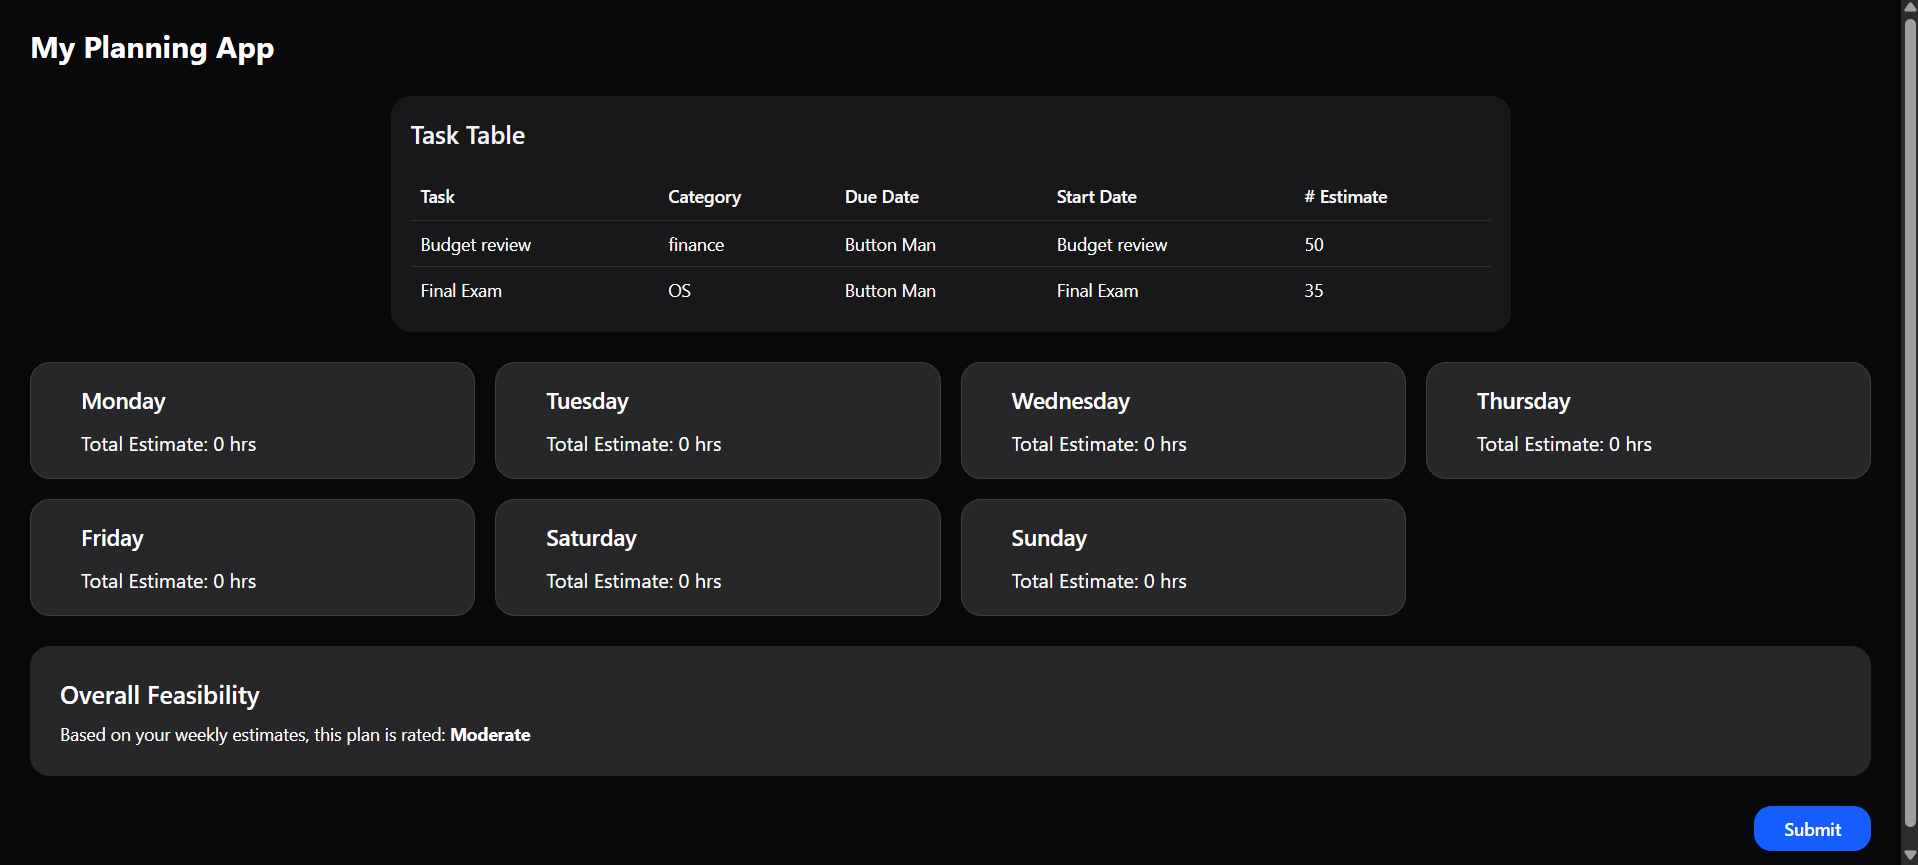 My Planning App
Task Table
Task Category Due Date Start Date # Estimate
Budget review finance Button Man Budget review 50
Final Exam OS Button Man Final Exam 35
Monday Tuesday Wednesday Thursday
Total Estimate: 0 hrs Total Estimate: 0 hrs Total Estimate: 0 hrs Total Estimate: 0 hrs
Friday Saturday Sunday
Total Estimate: 0 hrs Total Estimate: 0 hrs Total Estimate: 0 hrs
Overall Feasibility
Based on your weekly estimates, this plan is rated: Moderate
Submit